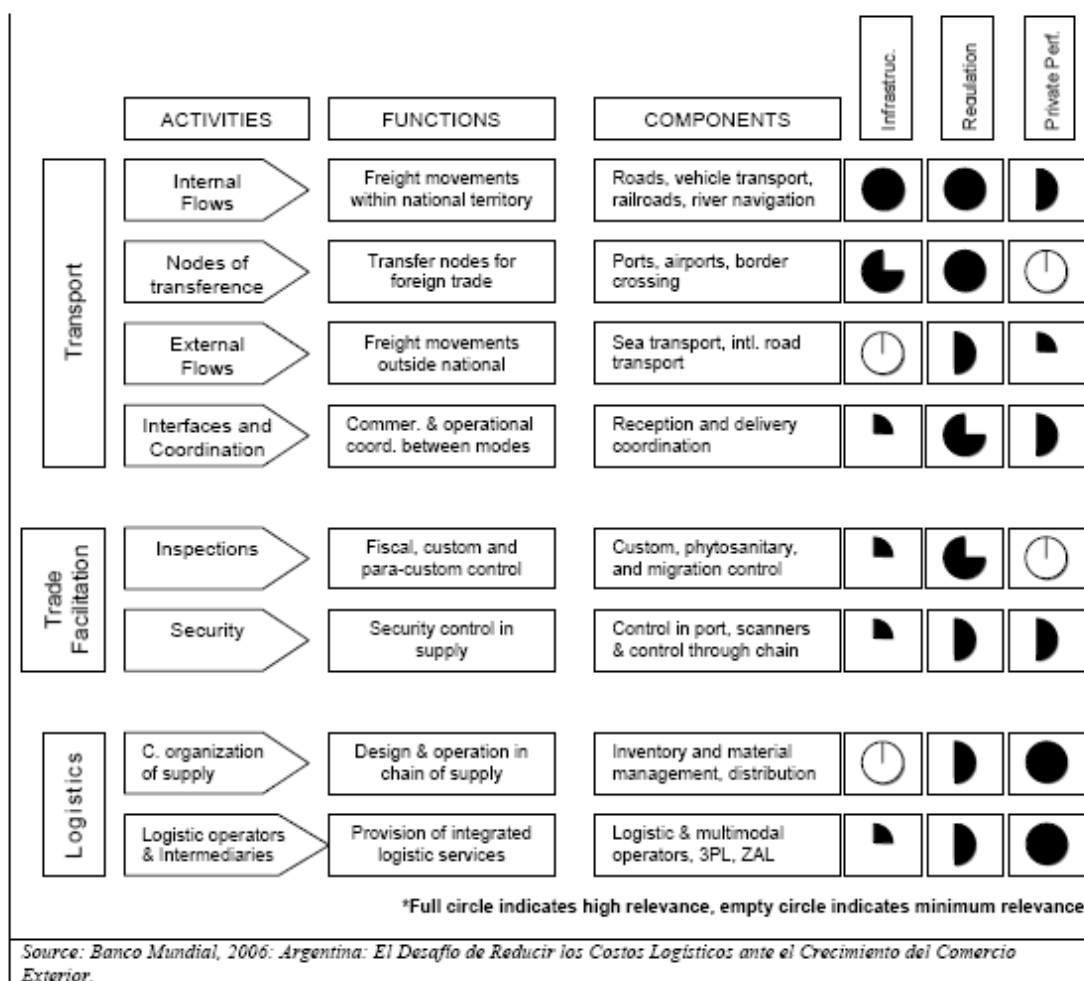 Infrastruc.
Regulation
Private Perf.
ACTIVITIES
FUNCTIONS
COMPONENTS
Transport
Internal
Flows
Freight movements
within national territory
Roads, vehicle transport,
railroads, river navigation
Nodes of
transference
Transfer nodes for
foreign trade
Ports, airports, border
crossing
External
Flows
Freight movements
outside national
Sea transport, intl. road
transport
Interfaces and
Coordination
Commer. & operational
coord. between modes
Reception and delivery
coordination
Trade
Facilitation
Inspections
Fiscal, custom and
para-custom control
Custom, phytosanitary,
and migration control
Security
Security control in
supply
Control in port, scanners
& control through chain
Logistics
C. organization
of supply
Design & operation in
chain of supply
Inventory and material
management, distribution
Logistic operators
& Intermediaries
Provision of integrated
logistic services
Logistic & multimodal
operators, 3PL, ZAL
*Full circle indicates high relevance, empty circle indicates minimum relevance
Source: Banco Mundial, 2006: Argentina: El Desafío de Reducir los Costos Logísticos ante el Crecimiento del Comercio
Exterior.